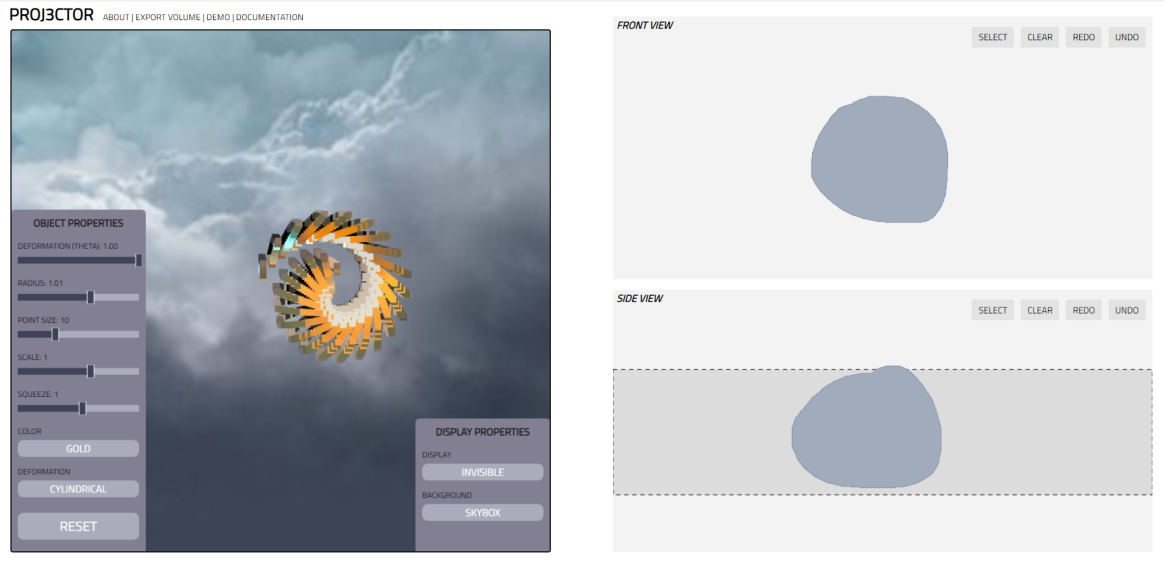 PROJ3CTOR ABOUT | EXPORT VOLUME | DEMO | DOCUMENTATION
OBJECT PROPERTIES
DEFORMATION (THETA): 1.00
RADIUS: 1.01
POINT SIZE: 10
SCALE: 1
SQUEEZE: 1
COLOR
GOLD
DEFORMATION
CYLINDRICAL
RESET
DISPLAY PROPERTIES
DISPLAY
INVISIBLE
BACKGROUND
SKYBOX
FRONT VIEW
SELECT CLEAR REDO UNDO
SIDE VIEW
SELECT CLEAR REDO UNDO